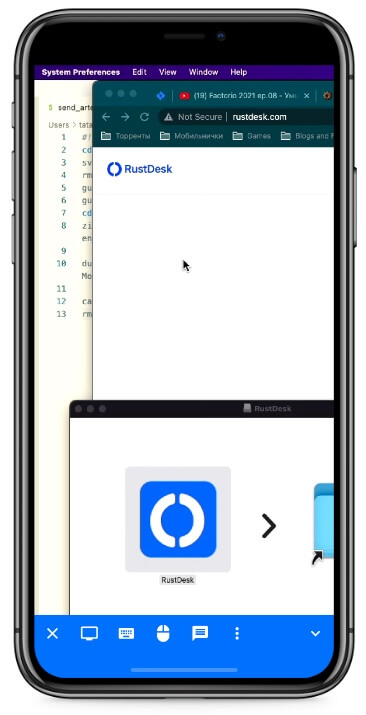 System Preferences Edit View Window Help
(19) Factorio 2021 ep.08 - Умн
send_arte
Not Secure | rustdesk.com
Users > tata
Торренты Мобильнички Games Blogs and F
1 #!
2 cd
3 sv
4 rm
5 gu
6 gu
7 cd
8 zi
en
9
10 du
Mo
11
12 ca
13 rm
RustDesk
RustDesk
RustDesk